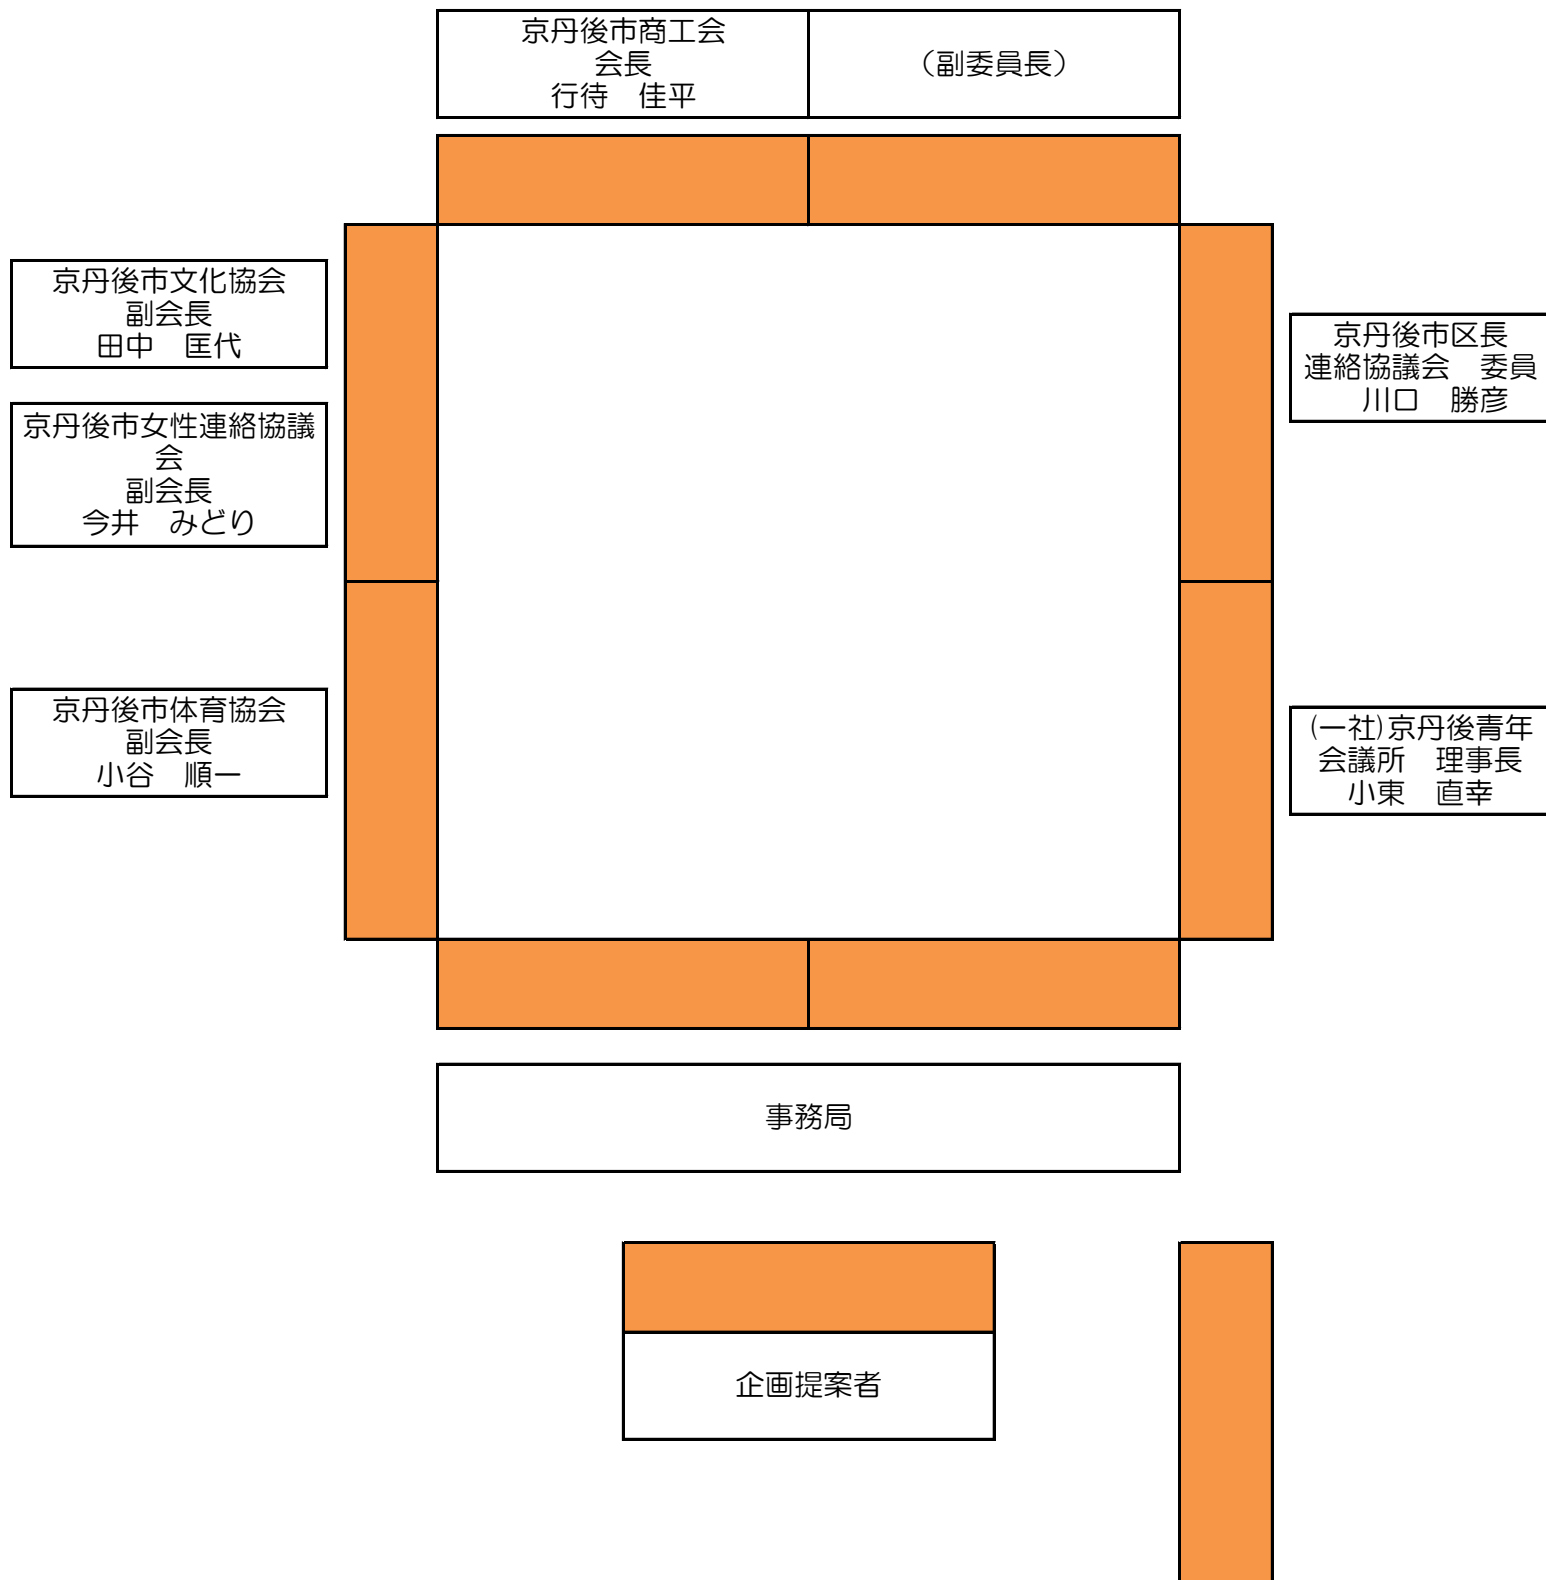 京丹後市商工会
会長
行待　佳平
（副委員長）
京丹後市文化協会
副会長
田中　匡代
京丹後市女性連絡協議
会
副会長
今井　みどり
京丹後市体育協会
副会長
小谷　順一
京丹後市区長
連絡協議会　委員
川口　勝彦
(一社)京丹後青年
会議所　理事長
小東　直幸
事務局
企画提案者